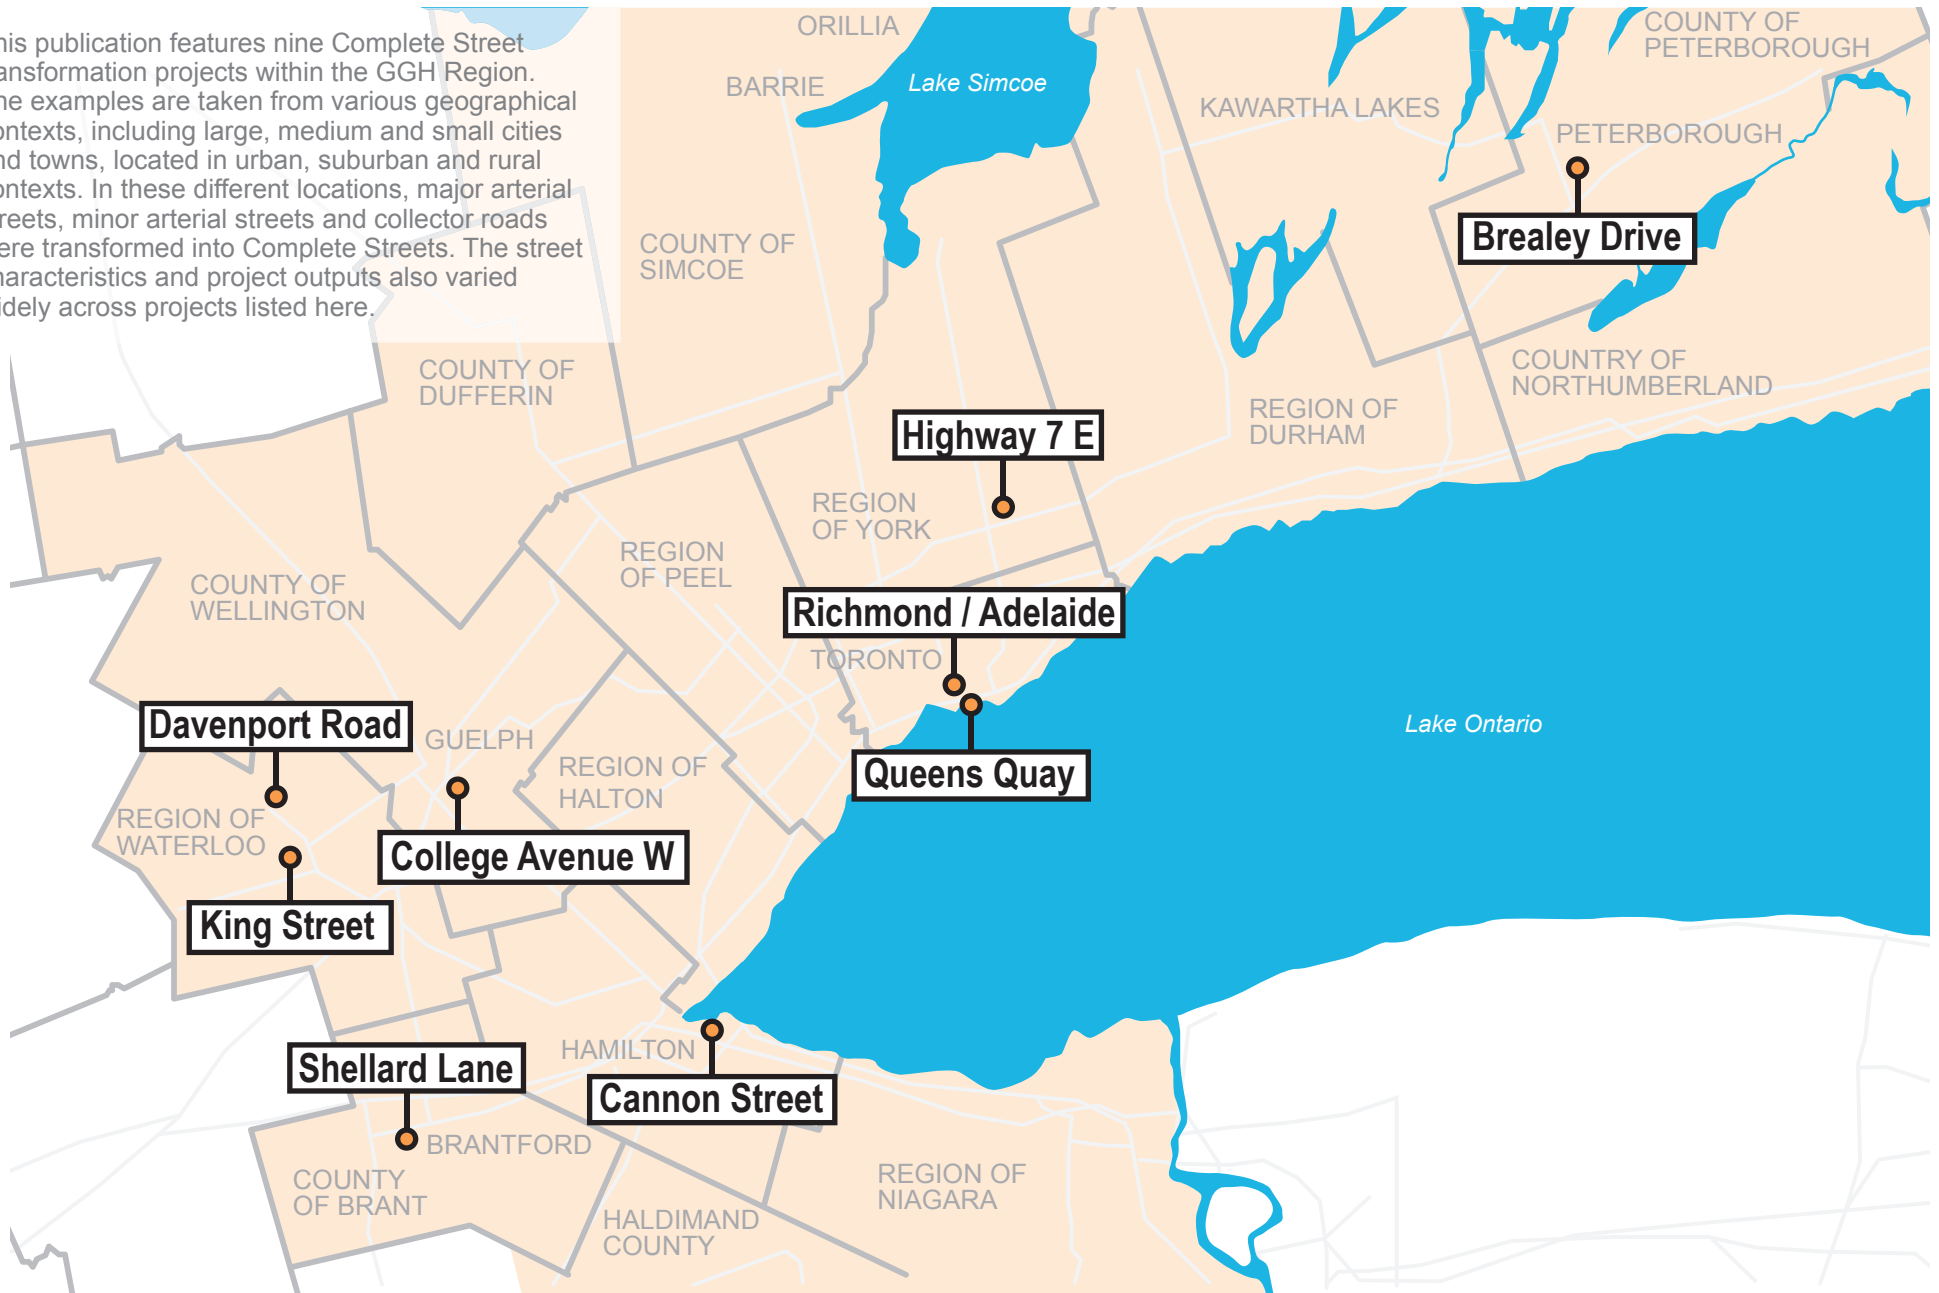 his publication features nine Complete Street
ansformation projects within the GGH Region.
he examples are taken from various geographical
ontexts, including large, medium and small cities
nd towns, located in urban, suburban and rural
ontexts. In these different locations, major arterial
reets, minor arterial streets and collector roads
ere transformed into Complete Streets. The street
haracteristics and project outputs also varied
idely across projects listed here.
ORILLIA
BARRIE
Lake Simcoe
COUNTY OF
PETERBOROUGH
KAWARTHA LAKES
PETERBOROUGH
Brealey Drive
COUNTY OF
SIMCOE
COUNTY OF
DUFFERIN
COUNTRY OF
NORTHUMBERLAND
REGION OF
DURHAM
Highway 7 E
REGION
OF YORK
REGION
OF PEEL
COUNTY OF
WELLINGTON
Richmond / Adelaide
TORONTO
Davenport Road
GUELPH
Lake Ontario
REGION OF
HALTON
Queens Quay
REGION OF
WATERLOO
College Avenue W
King Street
HAMILTON
Shellard Lane
Cannon Street
BRANTFORD
COUNTY
OF BRANT
REGION OF
NIAGARA
HALDIMAND
COUNTY